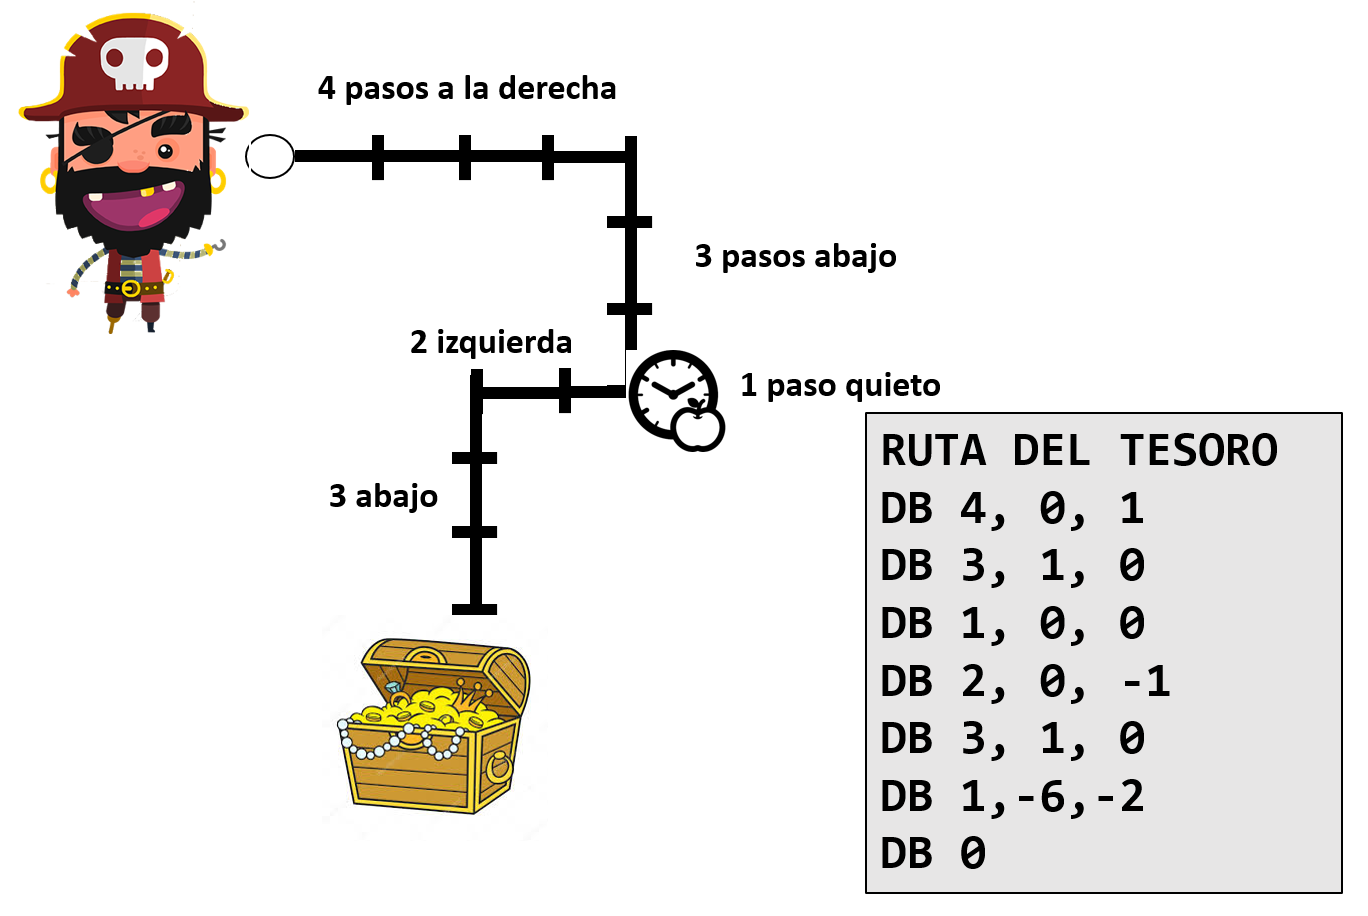 4 pasos a la derecha
3 pasos abajo
2 izquierda
1 paso quieto
3 abajo
RUTA DEL TESORO
DB 4, 0, 1
DB 3, 1, 0
DB 1, 0, 0
DB 2, 0, -1
DB 3, 1, 0
DB 1,-6,-2
DB 0